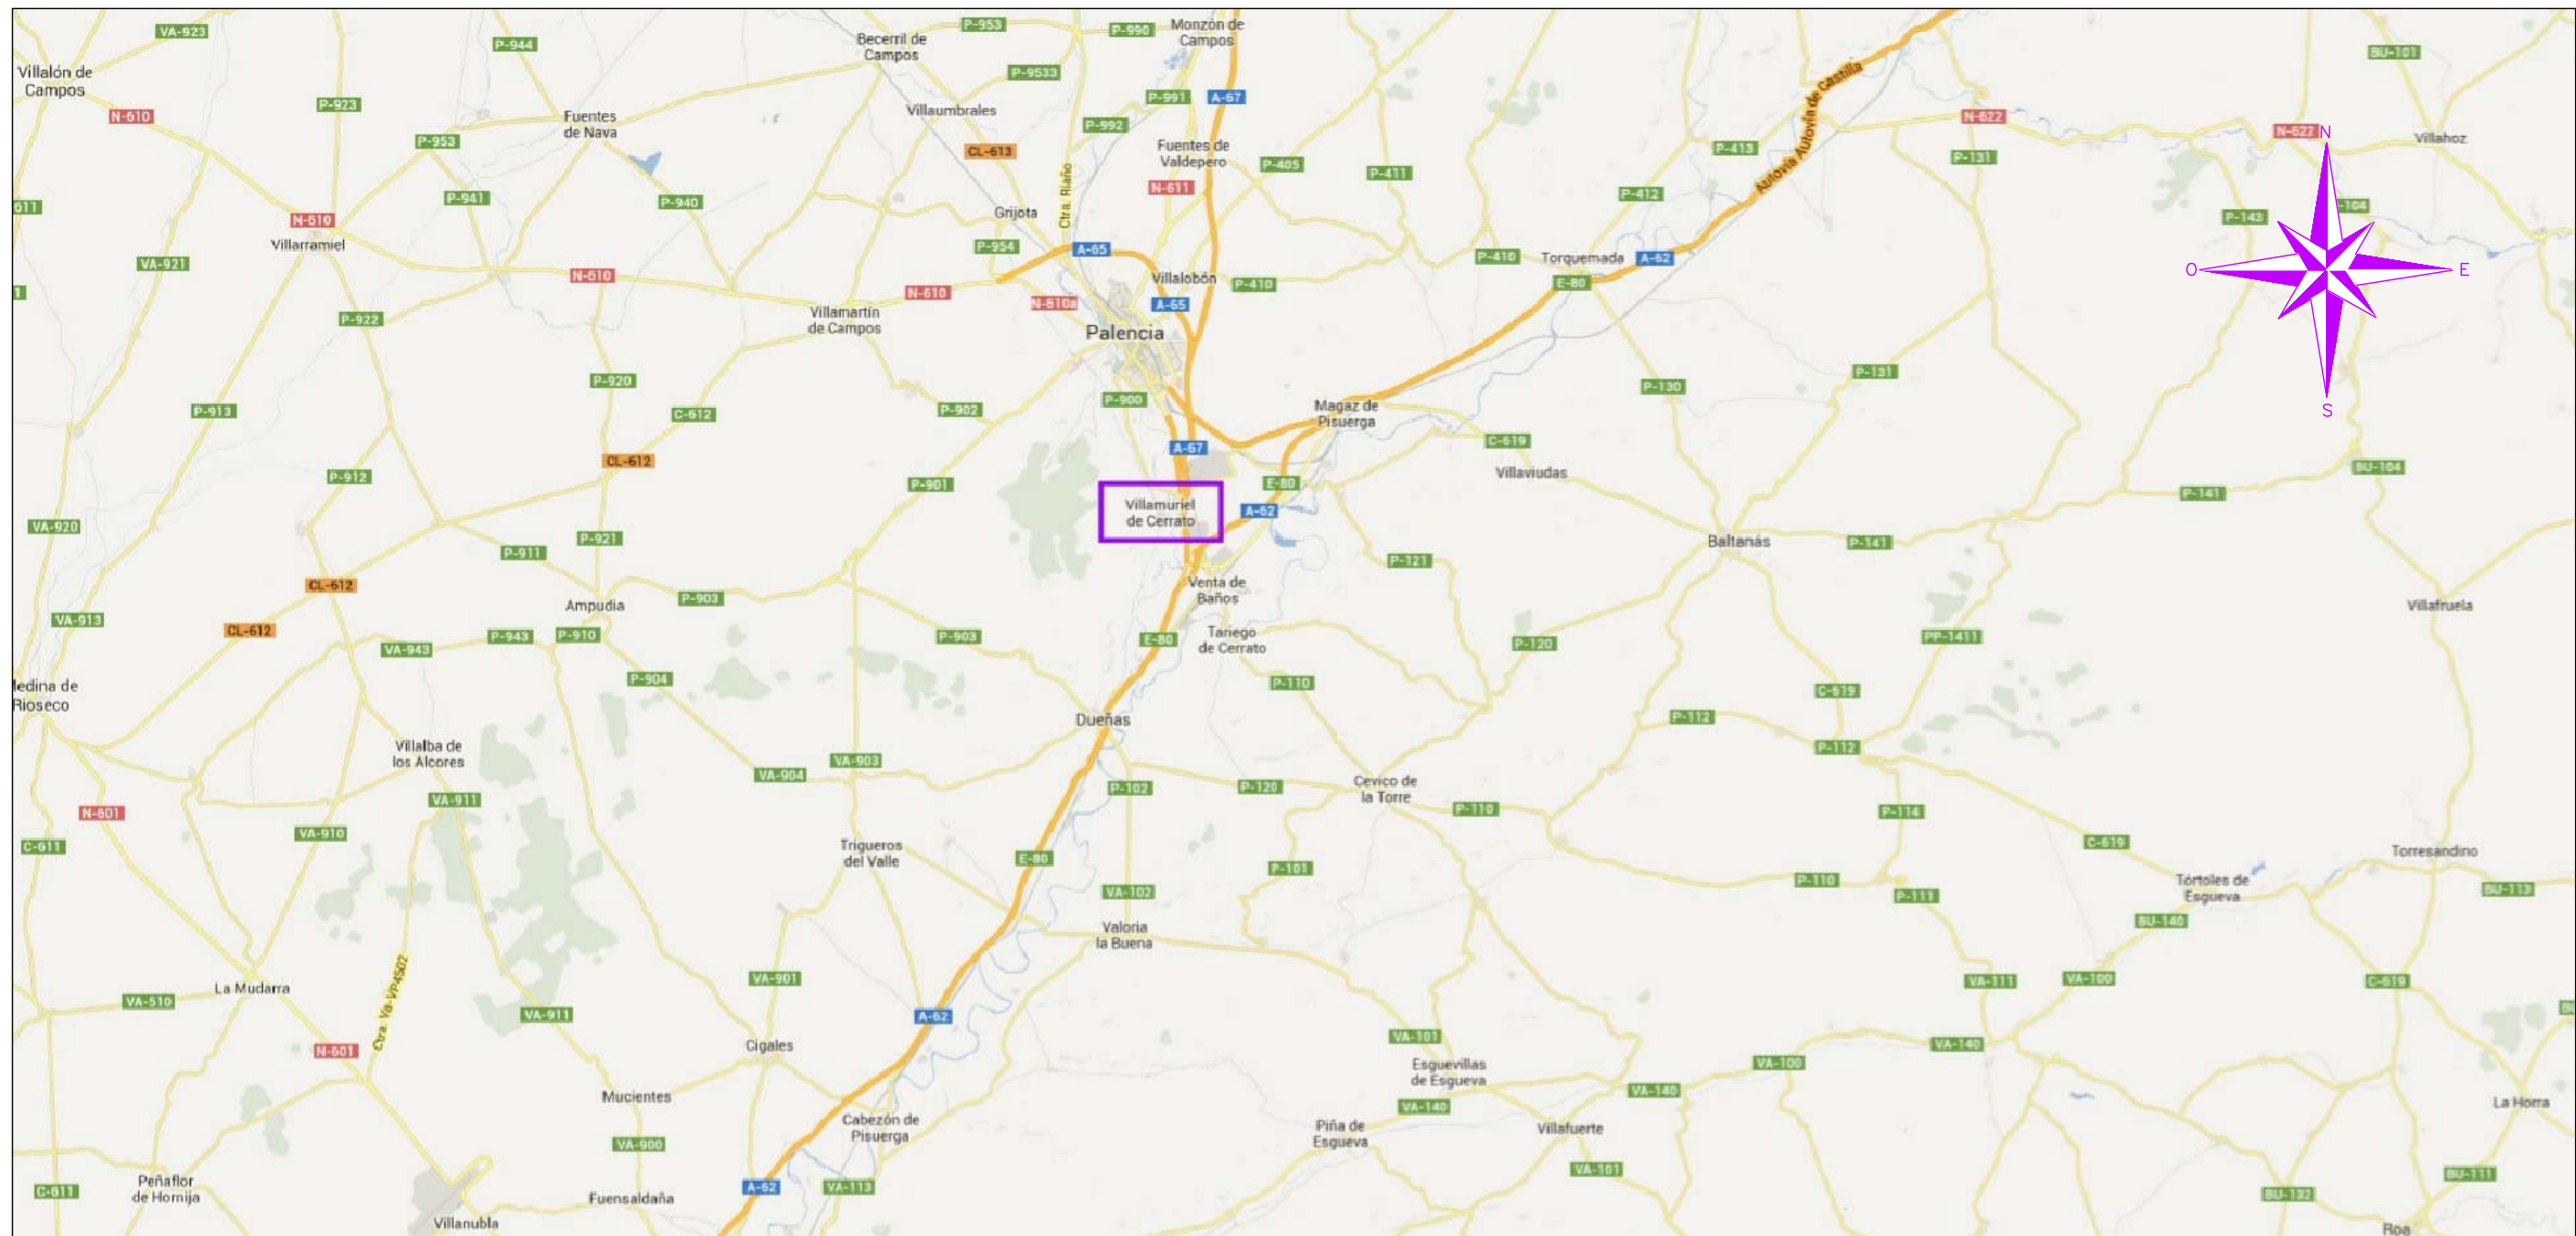 VA-923
P-944
P-953
P-990
Monzón de
Campos
BU-101
Becerril de
Campos
Villalón de
Campos
P-9533
P-991
A-67
Autovía Autovía de Castilla
N-610
P-923
Fuentes
de Nava
Villaumbrales
P-992
N-622
N-622
N
Villahoz
P-953
CL-613
Fuentes de
Valdepero
P-405
P-413
P-131
P-941
P-940
N-611
P-411
P-412
611
N-610
Villarramiel
Grijota
Ctra. Riaño
P-143
-104
P-954
A-65
P-410
Torquemada
A-62
VA-921
N-610
Villalobón
P-410
E-80
O
E
1
N-610
N-610a
A-65
P-922
Villamartín
de Campos
Palencia
P-920
P-131
P-130
P-913
C-612
P-902
P-900
Magaz de
Pisuerga
S
C-619
A-67
CL-612
BU-104
P-912
P-901
Villaviudas
E-80
P-141
Villamuriel
de Cerrato
A-62
VA-920
P-921
P-911
Baltanás
P-141
P-121
CL-612
Venta de
Baños
P-903
Ampudia
Villafruela
VA-913
CL-612
P-943
P-910
P-903
E-80
Tariego
de Cerrato
P-120
PP-1411
VA-943
P-904
P-110
C-619
ledina de
Rioseco
Dueñas
P-112
P-112
Villalba de
los Alcores
VA-903
VA-904
P-102
P-120
Cevico de
la Torre
VA-911
P-110
P-114
N-601
VA-910
C-611
Trigueros
del Valle
E-80
P-101
C-619
Torresandino
P-110
Tórtoles de
Esgueva
BU-113
VA-102
P-111
BU-140
Valoria
la Buena
Ctra. Va-VP4502
VA-901
VA-111
VA-100
C-619
La Mudarra
VA-510
VA-911
A-62
N-601
Cigales
VA-101
VA-140
VA-100
Esguevillas
de Esgueva
VA-140
Mucientes
VA-140
La Horra
Cabezón de
Pisuerga
Piña de
Esgueva
Villafuerte
VA-900
VA-101
BU-111
Peñaflor
de Hornija
C-611
A-62
VA-113
BU-132
Fuensaldaña
Villanubla
Roa